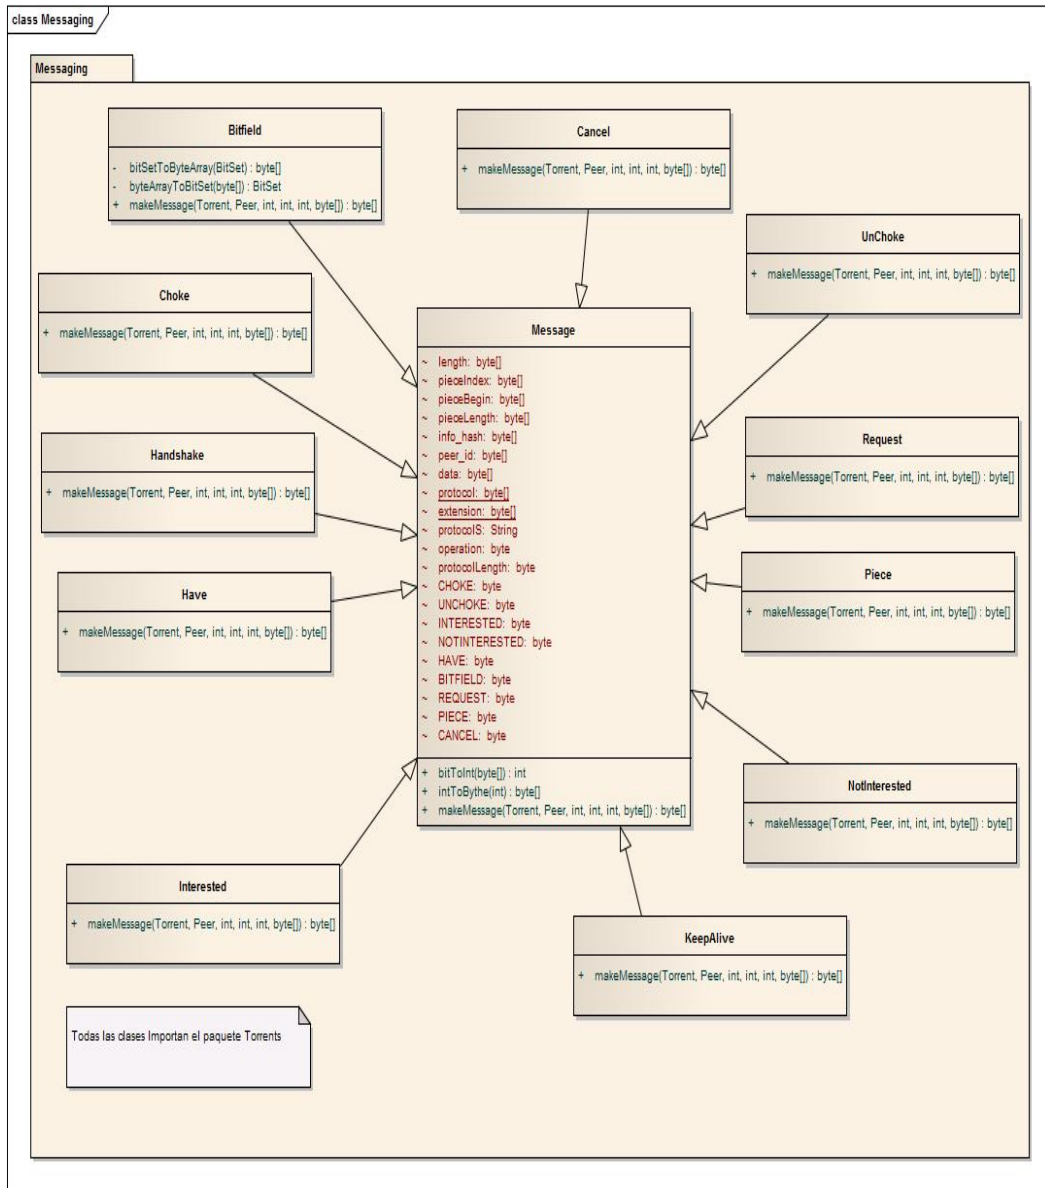 class Messaging
Messaging
Bitfield
- bitSetToByteArray(BitSet) : byte[]
- byteArrayToBitSet(byte[]) : BitSet
+ makeMessage(Torrent, Peer, int, int, int, byte[]) : byte[]
Cancel
+ makeMessage(Torrent, Peer, int, int, int, byte[]) : byte[]
UnChoke
+ makeMessage(Torrent, Peer, int, int, int, byte[]) : byte[]
Choke
+ makeMessage(Torrent, Peer, int, int, int, byte[]) : byte[]
Message
~ length: byte[]
~ pieceIndex: byte[]
~ pieceBegin: byte[]
~ pieceLength: byte[]
~ info_hash: byte[]
~ peer_id: byte[]
~ data: byte[]
~ protocol: byte[]
~ extension: byte[]
~ protocolS: String
~ operation: byte
~ protocolLength: byte
~ CHOKE: byte
~ UNCHOKE: byte
~ INTERESTED: byte
~ NOTINTERESTED: byte
~ HAVE: byte
~ BITFIELD: byte
~ REQUEST: byte
~ PIECE: byte
~ CANCEL: byte
+ bitToInt(byte[]) : int
+ intToBythe(int) : byte[]
+ makeMessage(Torrent, Peer, int, int, int, byte[]) : byte[]
Handshake
+ makeMessage(Torrent, Peer, int, int, int, byte[]) : byte[]
Request
+ makeMessage(Torrent, Peer, int, int, int, byte[]) : byte[]
Have
+ makeMessage(Torrent, Peer, int, int, int, byte[]) : byte[]
Piece
+ makeMessage(Torrent, Peer, int, int, int, byte[]) : byte[]
NotInterested
+ makeMessage(Torrent, Peer, int, int, int, byte[]) : byte[]
Interested
+ makeMessage(Torrent, Peer, int, int, int, byte[]) : byte[]
KeepAlive
+ makeMessage(Torrent, Peer, int, int, int, byte[]) : byte[]
Todas las clases Importan el paquete Torrents